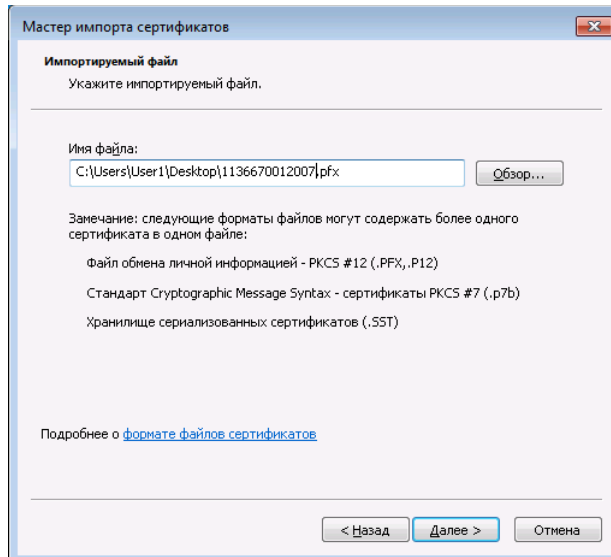 Мастер импорта сертификатов
Импортируемый файл
Укажите импортируемый файл.
Имя файла:
C:\Users\User1\Desktop\1136670012007.pfx
Обзор...
Замечание: следующие форматы файлов могут содержать более одного
сертификата в одном файле:
Файл обмена личной информацией - PKCS #12 (.PFX,.P12)
Стандарт Cryptographic Message Syntax - сертификаты PKCS #7 (.p7b)
Хранилище сериализованных сертификатов (.SST)
Подробнее о формате файлов сертификатов
< Назад
Далее >
Отмена